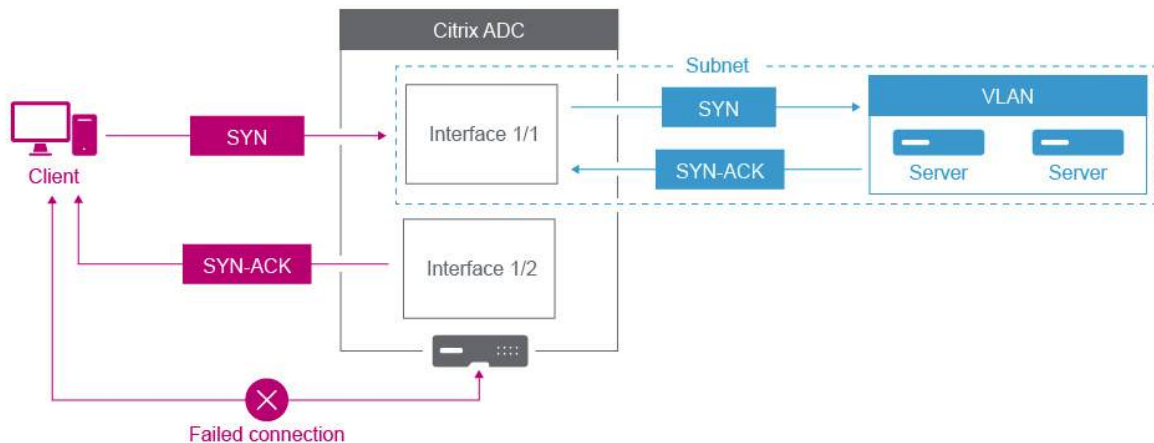 Citrix ADC
Subnet
SYN
Interface 1/1
SYN
VLAN
Client
SYN-ACK
Server
Server
SYN-ACK
Interface 1/2
Failed connection